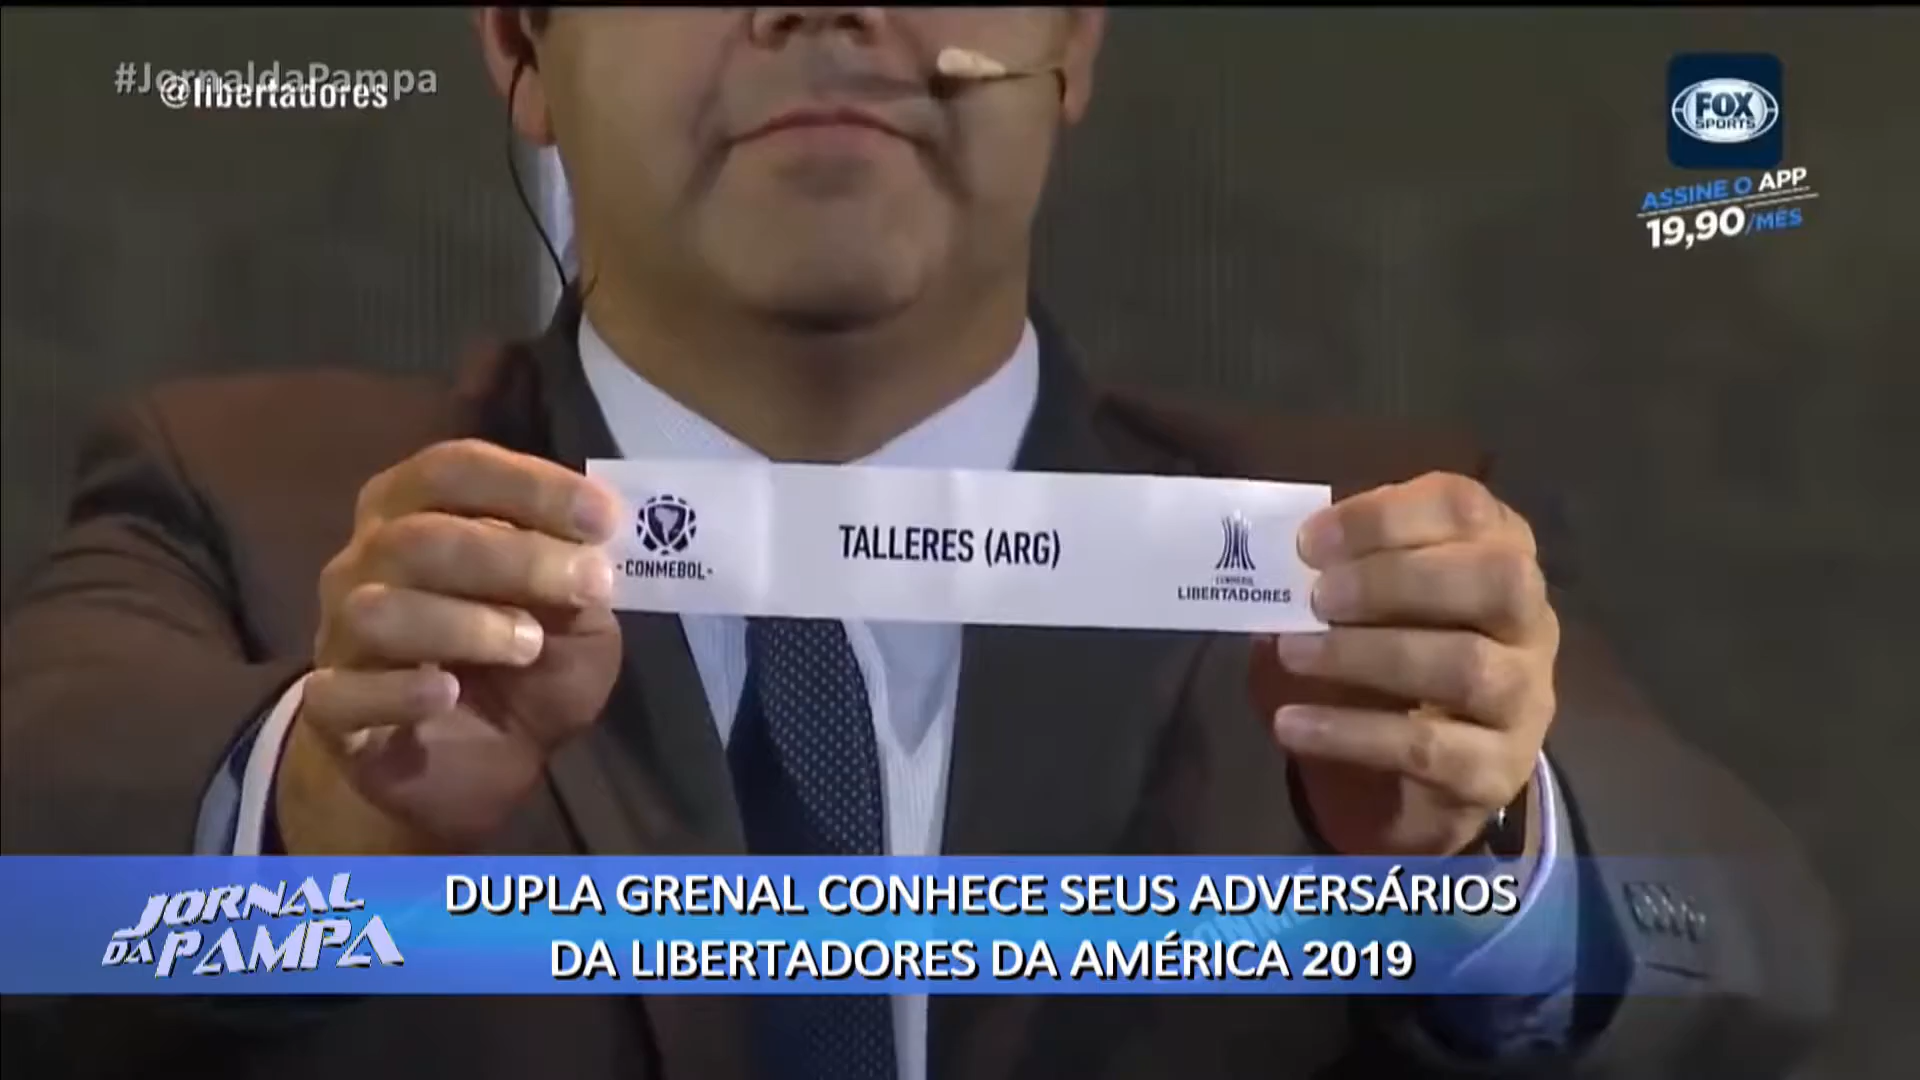 #JornaldaPampa
@libertadores
FOX
SPORTS
ASSINE O APP
19,90/MÊS
TALLERES (ARG)
-CONMEBOL-
CONMEBOL
LIBERTADORES
JORNAL
DA PAMPA
DUPLA GRENAL CONHECE SEUS ADVERSÁRIOS
DA LIBERTADORES DA AMÉRICA 2019